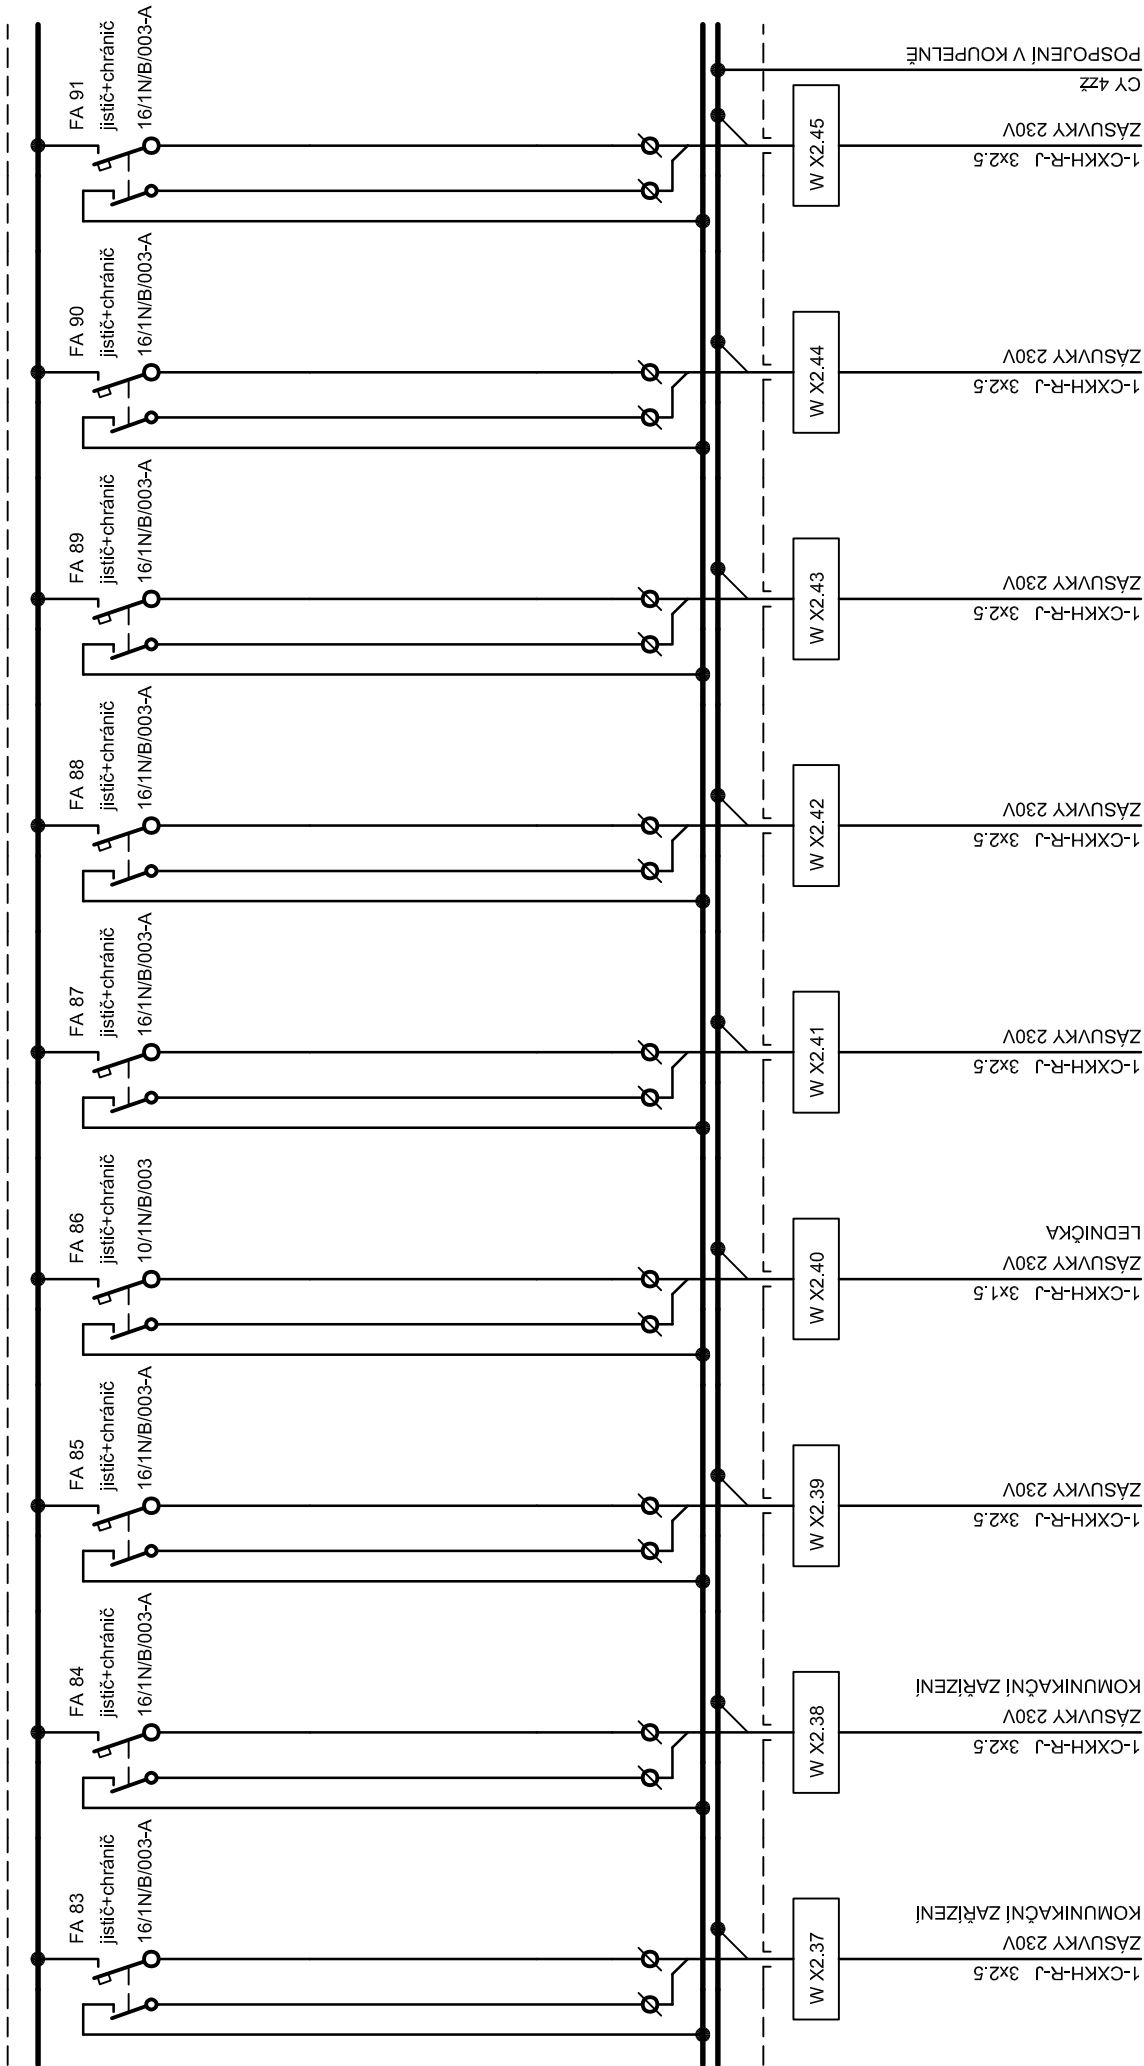 FA 83
jistič+chránič
16/1N/B/003-A
W X2.37
1-CXKH-R-J 3x2.5
ZÁSUVKY 230V
KOMUNIKAČNÍ ZAŘÍZENÍ
FA 84
jistič+chránič
16/1N/B/003-A
W X2.38
1-CXKH-R-J 3x2.5
ZÁSUVKY 230V
KOMUNIKAČNÍ ZAŘÍZENÍ
FA 85
jistič+chránič
16/1N/B/003-A
W X2.39
1-CXKH-R-J 3x2.5
ZÁSUVKY 230V
FA 86
jistič+chránič
10/1N/B/003
W X2.40
1-CXKH-R-J 3x1.5
ZÁSUVKY 230V
LEDNIČKA
FA 87
jistič+chránič
16/1N/B/003-A
W X2.41
1-CXKH-R-J 3x2.5
ZÁSUVKY 230V
FA 88
jistič+chránič
16/1N/B/003-A
W X2.42
1-CXKH-R-J 3x2.5
ZÁSUVKY 230V
FA 89
jistič+chránič
16/1N/B/003-A
W X2.43
1-CXKH-R-J 3x2.5
ZÁSUVKY 230V
FA 90
jistič+chránič
16/1N/B/003-A
W X2.44
1-CXKH-R-J 3x2.5
ZÁSUVKY 230V
FA 91
jistič+chránič
16/1N/B/003-A
W X2.45
1-CXKH-R-J 3x2.5
ZÁSUVKY 230V
CY 4zž
POSPOJENÍ V KOUPELNĚ